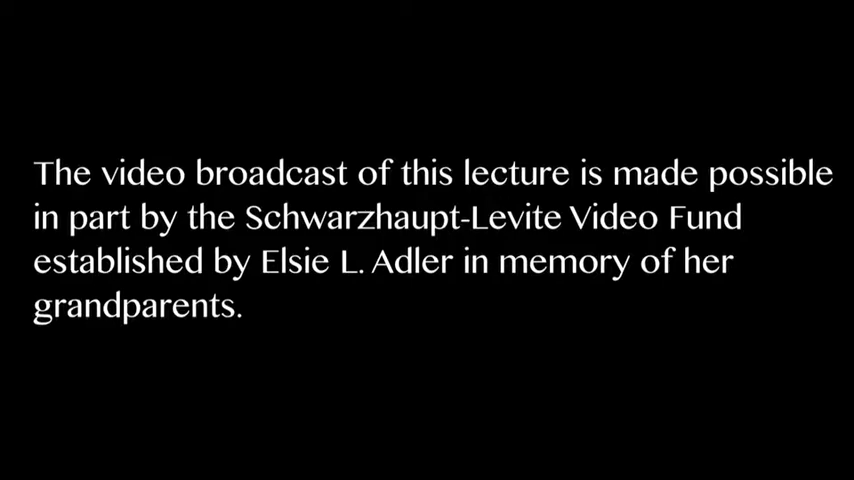 The video broadcast of this lecture is made possible
in part by the Schwarzhaupt-Levite Video Fund
established by Elsie L. Adler in memory of her
grandparents.